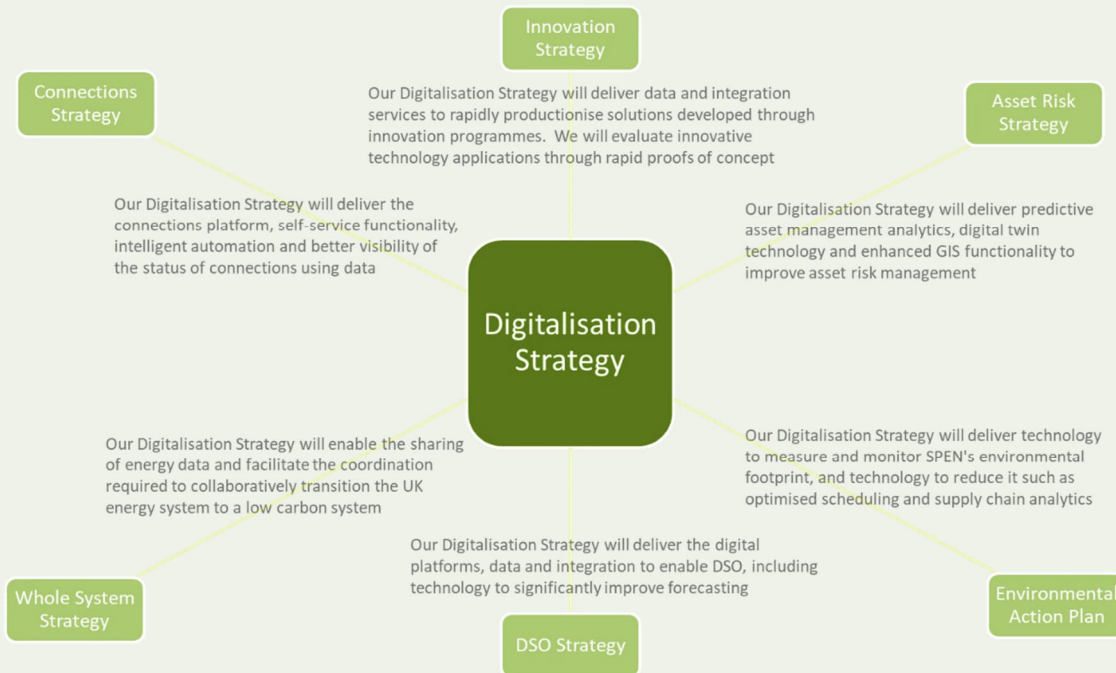 Innovation
Strategy
Connections
Strategy
Asset Risk
Strategy
Our Digitalisation Strategy will deliver data and integration
services to rapidly productionise solutions developed through
innovation programmes.  We will evaluate innovative
technology applications through rapid proofs of concept
Our Digitalisation Strategy will deliver the
connections platform, self-service functionality,
intelligent automation and better visibility of
the status of connections using data
Our Digitalisation Strategy will deliver predictive
asset management analytics, digital twin
technology and enhanced GIS functionality to
improve asset risk management
Digitalisation
Strategy
Our Digitalisation Strategy will enable the sharing
of energy data and facilitate the coordination
required to collaboratively transition the UK
energy system to a low carbon system
Our Digitalisation Strategy will deliver technology
to measure and monitor SPEN's environmental
footprint, and technology to reduce it such as
optimised scheduling and supply chain analytics
Our Digitalisation Strategy will deliver the digital
platforms, data and integration to enable DSO, including
technology to significantly improve forecasting
Whole System
Strategy
DSO Strategy
Environmental
Action Plan